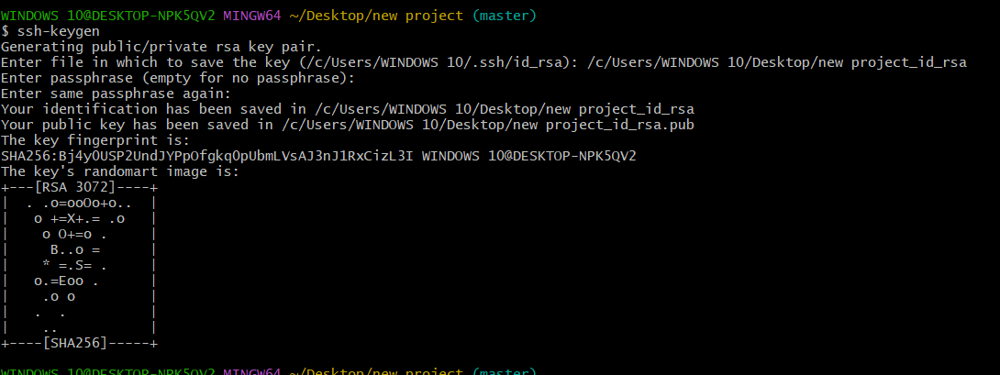 WINDOWS 10@DESKTOP-NPK5QV2 MINGW64 ~/Desktop/new project (master)
$ ssh-keygen
Generating public/private rsa key pair.
Enter file in which to save the key (/c/Users/WINDOWS 10/.ssh/id_rsa): /c/Users/WINDOWS 10/Desktop/new project_id_rsa
Enter passphrase (empty for no passphrase):
Enter same passphrase again:
Your identification has been saved in /c/Users/WINDOWS 10/Desktop/new project_id_rsa
Your public key has been saved in /c/Users/WINDOWS 10/Desktop/new project_id_rsa.pub
The key fingerprint is:
SHA256:Bj4y0USP2UndJYPpOfgkq0pUbmLVsAJ3nJ1RxCizL3I WINDOWS 10@DESKTOP-NPK5QV2
The key's randomart image is:
+---[RSA 3072]----+
|  . .o=ooOo+o..  |
|   o +=X+.= .o   |
|    o O+=o .     |
|     B..o =      |
|    * =.S= .     |
|   o.=Eoo .      |
|    .o o         |
|   .  .          |
|    ..           |
+----[SHA256]-----+
WINDOWS 10@DESKTOP-NPK5QV2 MINGW64 ~/Desktop/new project (master)